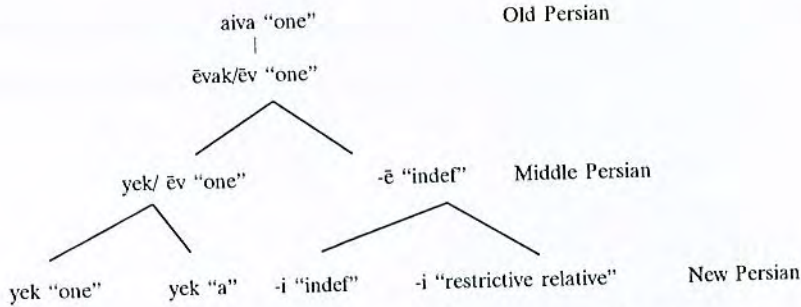 aiva “one” Old Persian
ēvak/ēv “one”
yek/ ēv “one” -ē “indef” Middle Persian
yek “one” yek “a” -i “indef” -i “restrictive relative” New Persian